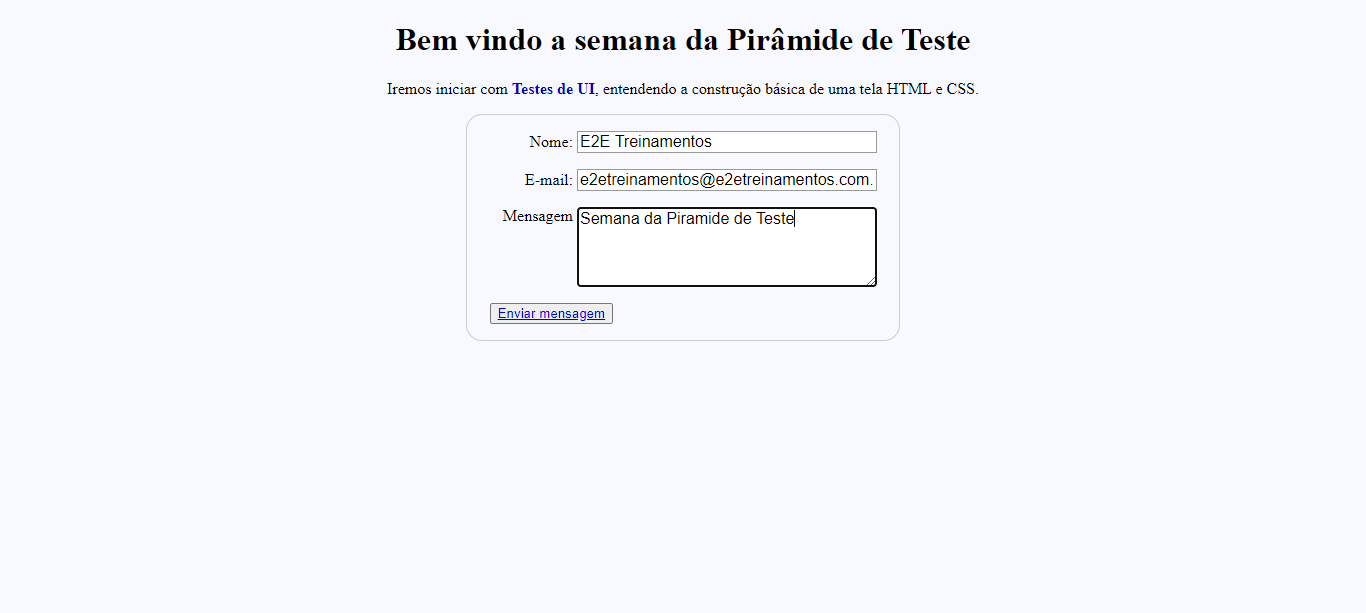 Bem vindo a semana da Pirâmide de Teste
Iremos iniciar com Testes de UI, entendendo a construção básica de uma tela HTML e CSS.
Nome: E2E Treinamentos
E-mail: e2etreinamentos@e2etreinamentos.com.
Mensagem Semana da Piramide de Teste
Enviar mensagem